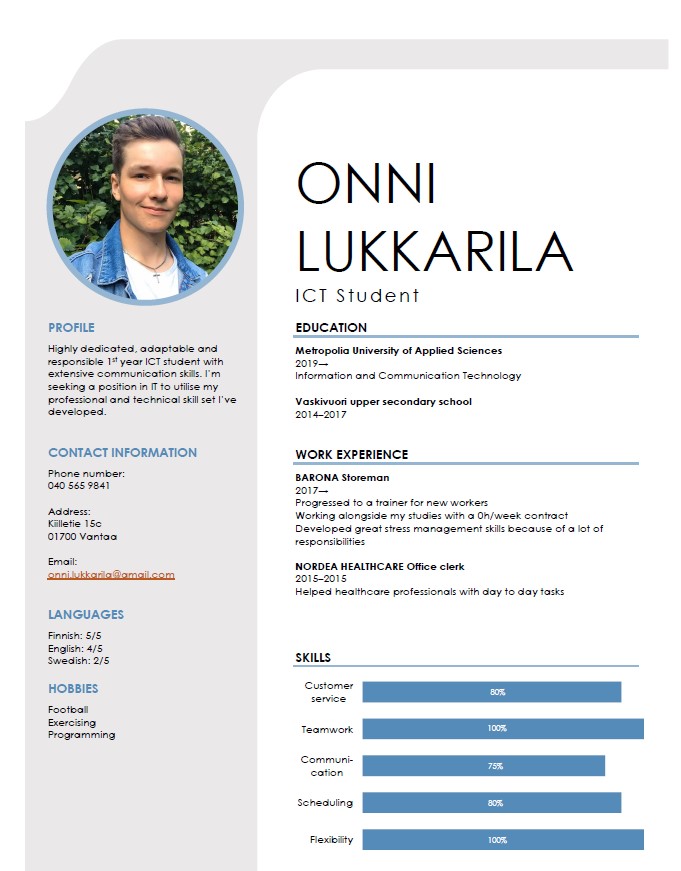 ONNI
LUKKARILA
ICT Student
PROFILE
Highly dedicated, adaptable and
responsible 1st year ICT student with
extensive communication skills. I'm
seeking a position in IT to utilise my
professional and technical skill set I've
developed.
CONTACT INFORMATION
Phone number:
040 565 9841
Address:
Kiilletie 15c
01700 Vantaa
Email:
onni.lukkarila@gmail.com
LANGUAGES
Finnish: 5/5
English: 4/5
Swedish: 2/5
HOBBIES
Football
Exercising
Programming
EDUCATION
Metropolia University of Applied Sciences
2019→
Information and Communication Technology
Vaskivuori upper secondary school
2014–2017
WORK EXPERIENCE
BARONA Storeman
2017→
Progressed to a trainer for new workers
Working alongside my studies with a 0h/week contract
Developed great stress management skills because of a lot of
responsibilities
NORDEA HEALTHCARE Office clerk
2015–2015
Helped healthcare professionals with day to day tasks
SKILLS
Customer
service
80%
Teamwork
100%
Communi-
cation
75%
Scheduling
80%
Flexibility
100%